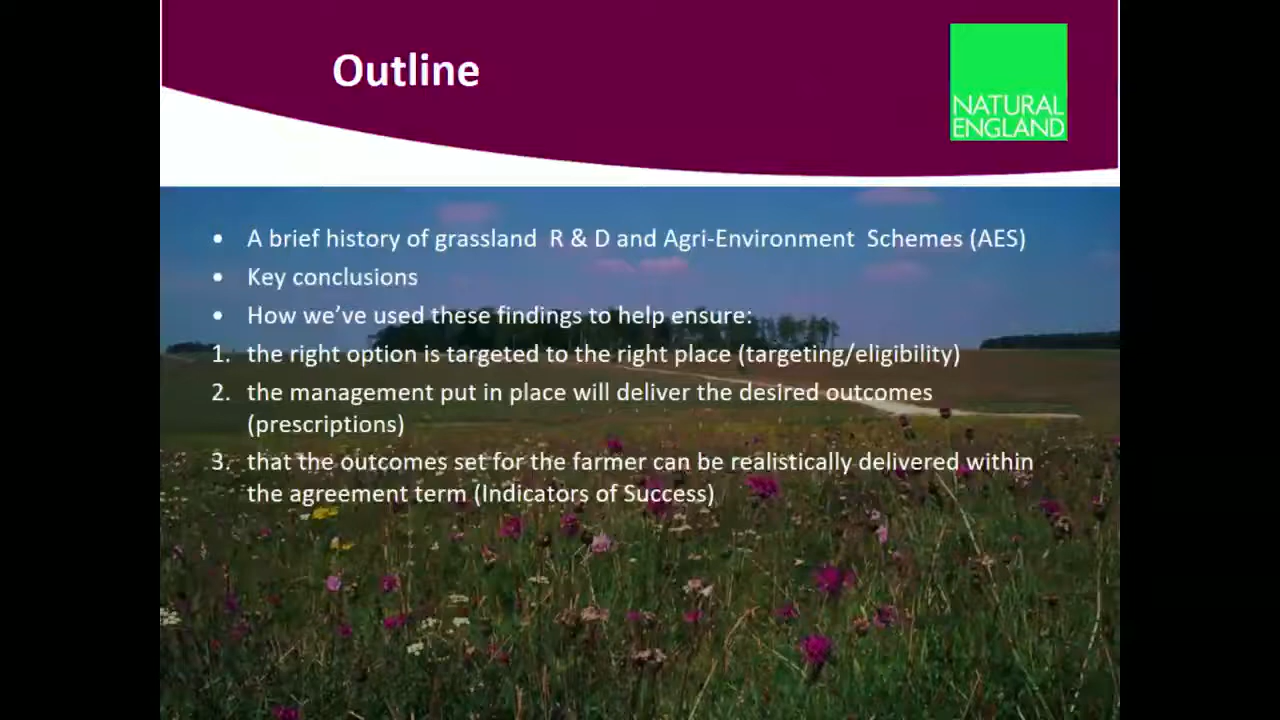 Outline
NATURAL
ENGLAND
• A brief history of grassland R & D and Agri-Environment Schemes (AES)
• Key conclusions
• How we've used these findings to help ensure:
1. the right option is targeted to the right place (targeting/eligibility)
2. the management put in place will deliver the desired outcomes
(prescriptions)
3. that the outcomes set for the farmer can be realistically delivered within
the agreement term (Indicators of Success)